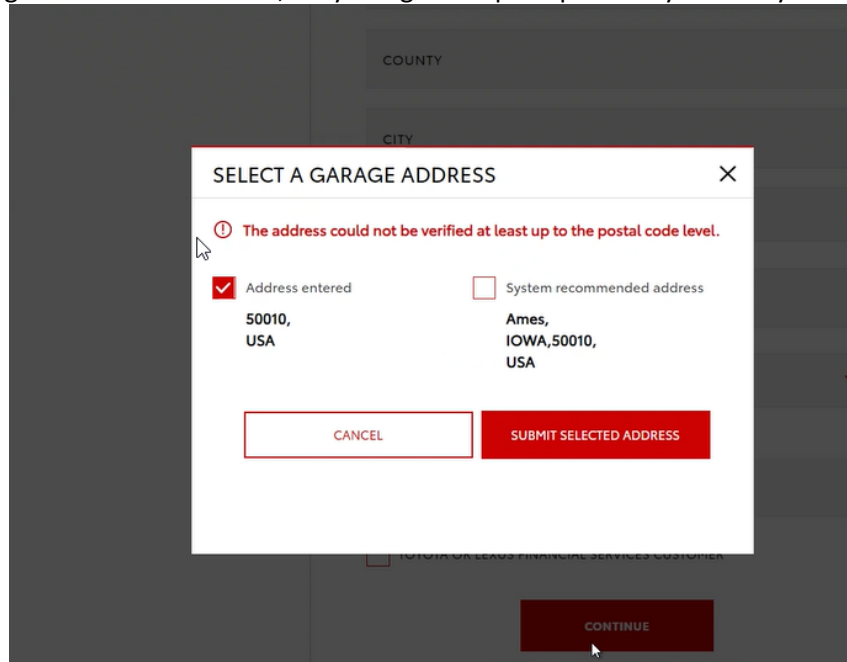 COUNTY
CITY
SELECT A GARAGE ADDRESS
The address could not be verified at least up to the postal code level.
Address entered
50010,
USA
System recommended address
Ames,
IOWA,50010,
USA
CANCEL
SUBMIT SELECTED ADDRESS
TOYOTA OR LEXUS FINANCIAL SERVICES CUSTOMER
CONTINUE